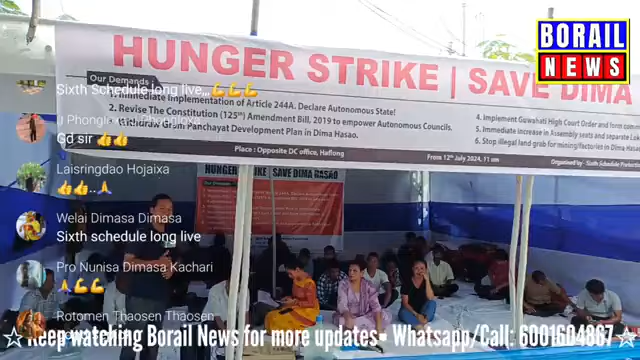 BORAIL
NEWS
HUNGER STRIKE | SAVE DIMA
Our Demands :
1. Immediate Implementation of Article 244A. Declare Autonomous State!
2. Revise The Constitution (125th) Amendment Bill, 2019 to empower Autonomous Councils.
3. Withdraw Gram Panchayat Development Plan in Dima Hasao.
4. Implement Guwahati High Court Order and form
5. Immediate increase in Assembly seats and separate Lok
6. Stop illegal land grab for mining/factories in Dima
Place : Opposite DC office, Haflong
From 12th July 2024, 11 am
Organised by - Sixth Schedule
HUNGER STRIKE | SAVE DIMA HASAO
Sixth Schedule long live,,,💪💪💪
Gd sir 👍👍
Laisringdao Hojaixa
👍👍..🙏
Welai Dimasa Dimasa
Sixth schedule long live
Pro Nunisa Dimasa Kachari
🙏💪💪
Rotomen Thaosen Thaosen
☆ Keep watching Borail News for more updates* Whatsapp/Call: 6001604867 ☆